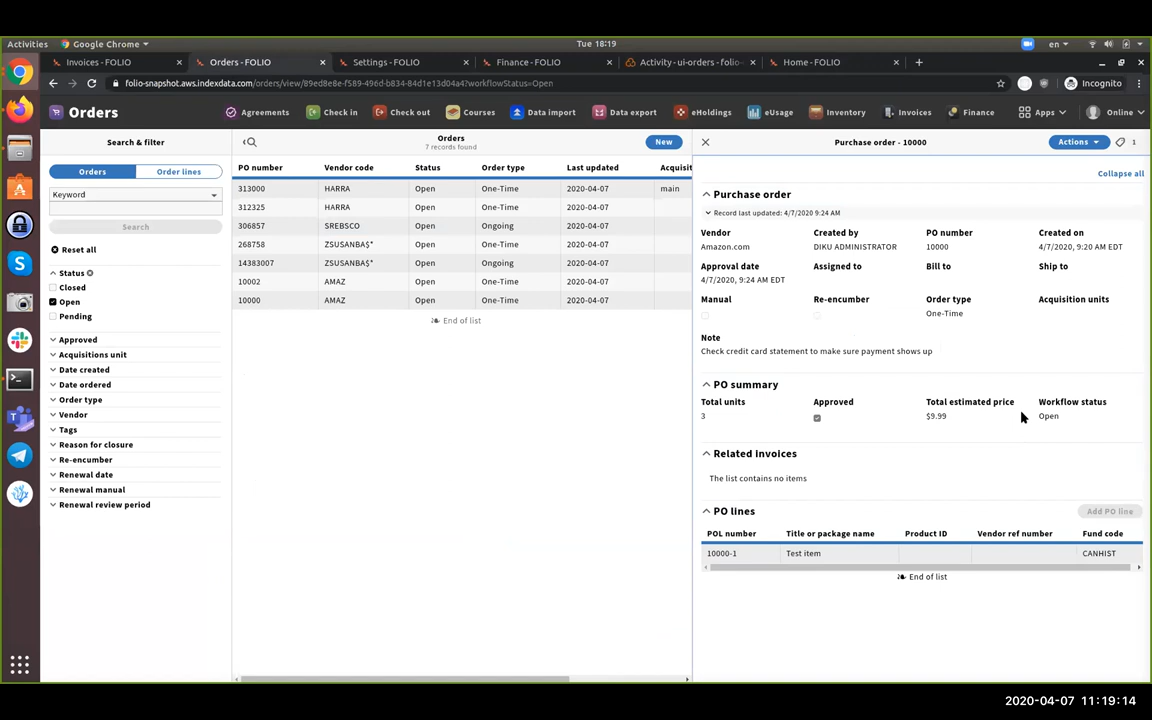 Activities Google Chrome Tue 18:19 en
Invoices - FOLIO Orders - FOLIO Settings - FOLIO Finance - FOLIO Activity - ui-orders - folio- Home - FOLIO
folio-snapshot.aws.indexdata.com/orders/view/89ed8e8e-f589-496d-b834-84d1e13d04a4?workflowStatus=Open Incognito
Orders Agreements Check in Check out Courses Data import Data export eHoldings eUsage Inventory Invoices Finance Apps Online
Search & filter
Orders Order lines
Keyword
Search
Reset all
Status
Closed
Open
Pending
Approved
Acquisitions unit
Date created
Date ordered
Order type
Vendor
Tags
Reason for closure
Re-encumber
Renewal date
Renewal manual
Renewal review period
Orders
7 records found
New
PO number Vendor code Status Order type Last updated Acquisit
313000 HARRA Open One-Time 2020-04-07 main
312325 HARRA Open One-Time 2020-04-07
306857 SREBSCO Open Ongoing 2020-04-07
268758 ZSUSANBA$* Open One-Time 2020-04-07
14383007 ZSUSANBA$* Open Ongoing 2020-04-07
10002 AMAZ Open One-Time 2020-04-07
10000 AMAZ Open One-Time 2020-04-07
End of list
Purchase order - 10000
Actions 1
Collapse all
Purchase order
Record last updated: 4/7/2020 9:24 AM
Vendor Created by PO number Created on
Amazon.com DIKU ADMINISTRATOR 10000 4/7/2020, 9:20 AM EDT
Approval date Assigned to Bill to Ship to
4/7/2020, 9:24 AM EDT
Manual Re-encumber Order type Acquisition units
One-Time
Note
Check credit card statement to make sure payment shows up
PO summary
Total units Approved Total estimated price Workflow status
3 $9.99 Open
Related invoices
The list contains no items
PO lines
Add PO line
POL number Title or package name Product ID Vendor ref number Fund code
10000-1 Test item CANHIST
End of list
2020-04-07 11:19:14